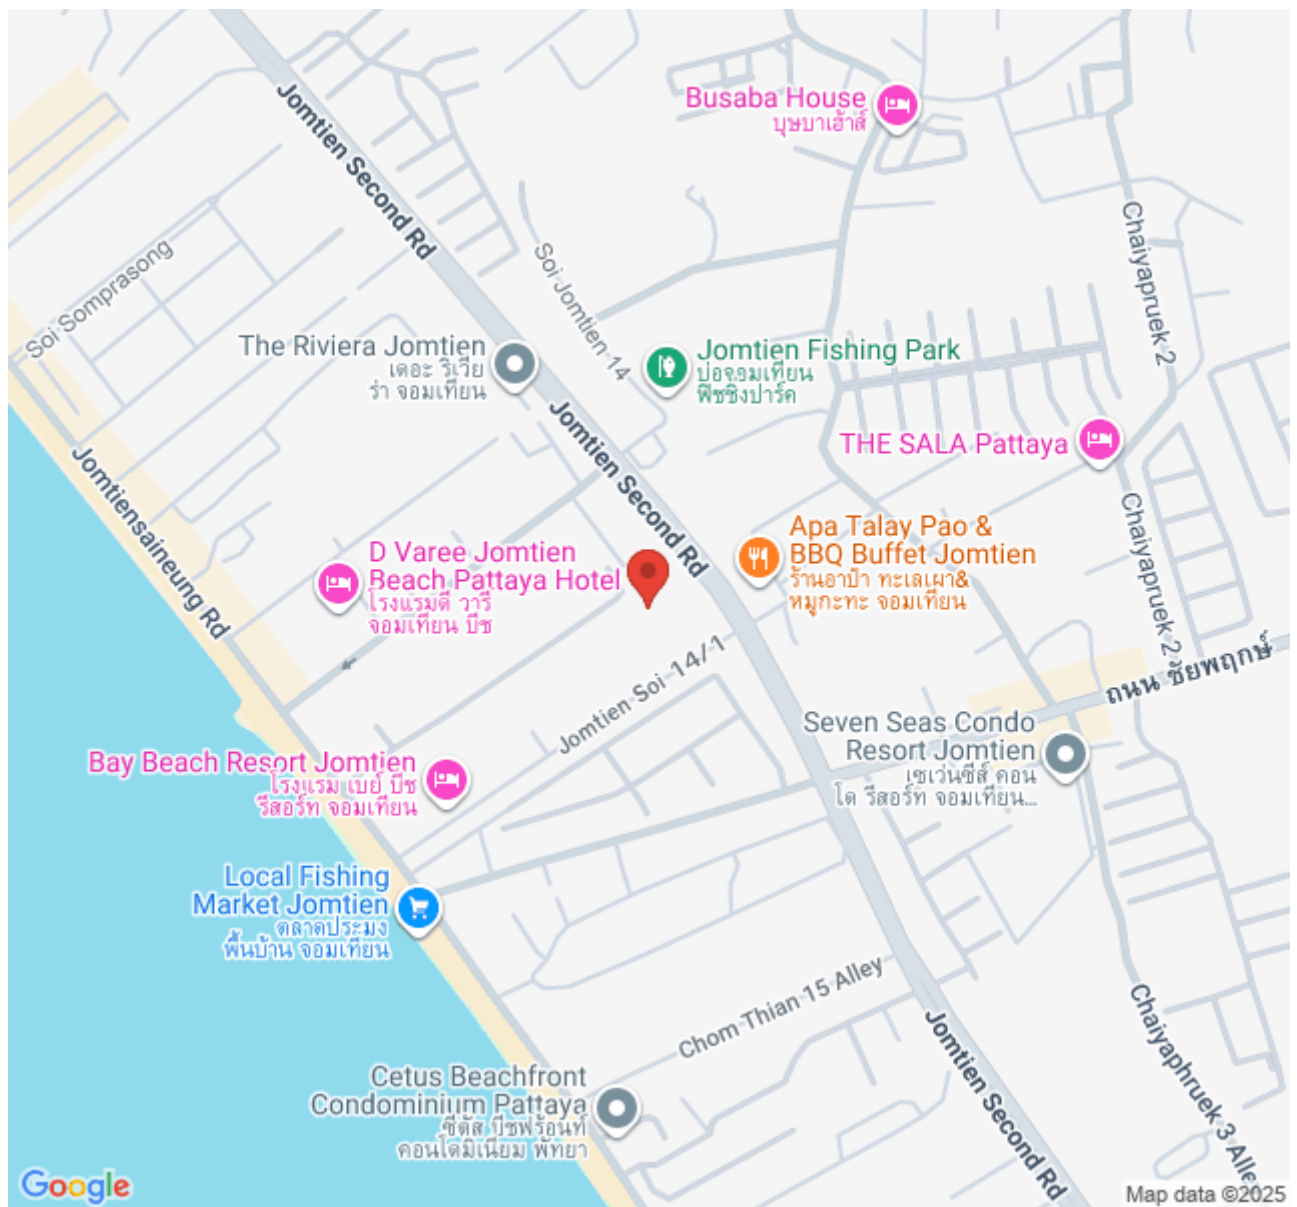 Jomtien Second Rd
Busaba House
บุษบาเฮ้าส์
Chaiyapruek 2
Soi Somprasong
Soi Jomtien 14
The Riviera Jomtien
เดอะ ริเวีย
ร่า จอมเทียน
Jomtien Fishing Park
บ่อจอมเทียน
ฟิชชิ่งปาร์ค
Jomtien Second Rd
THE SALA Pattaya
Jomtiensaineung Rd
Chaiyapruek 2
D Varee Jomtien
Beach Pattaya Hotel
โรงแรมดี วารี
จอมเทียน บีช
Apa Talay Pao &
BBQ Buffet Jomtien
ร้านอาป๋า ทะเลเผา&
หมูกะทะ จอมเทียน
Jomtien Soi 14/1
ถนน ชัยพฤกษ์
Seven Seas Condo
Resort Jomtien
เซเว่นซีส์ คอน
โด รีสอร์ท จอมเทียน...
Bay Beach Resort Jomtien
โรงแรม เบย์ บีช
รีสอร์ท จอมเทียน
Local Fishing
Market Jomtien
ตลาดประมง
พื้นบ้าน จอมเทียน
Chom Thian 15 Alley
Jomtien Second Rd
Chaiyaphruek 3 Alley
Cetus Beachfront
Condominium Pattaya
ซีตัส บีชฟร้อนท์
คอนโดมิเนียม พัทยา
Google
Map data ©2025